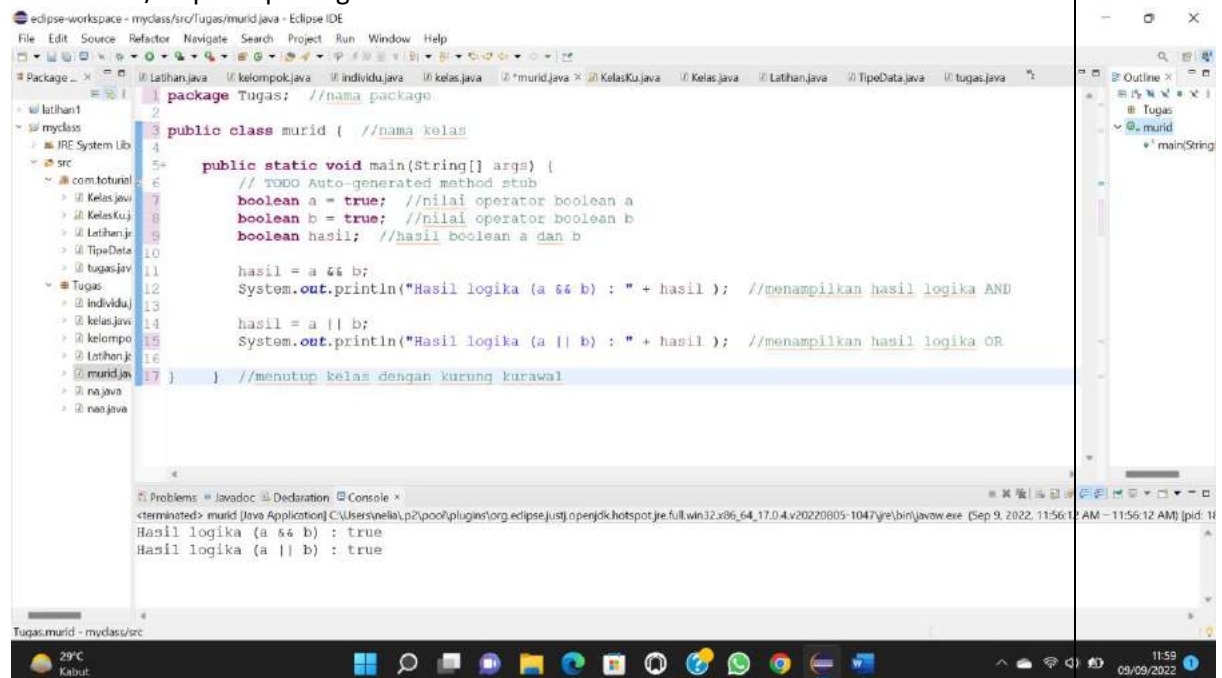 eclipse-workspace - myclass/src/Tugas/murid.java - Eclipse IDE
File Edit Source Refactor Navigate Search Project Run Window Help
Package... Latihan.java kelompok.java individu.java kelas.java *murid.java KelasKu.java Kelas.java Latihan.java TipeData.java tugas.java Outline
latihan1
myclass
JRE System Lib
src
com.toturial
Kelas.java
KelasKu.j
Latihan.ja
TipeData
tugas.jav
Tugas
individu.j
kelas.java
kelompo
Latihan.ja
murid.jav
na.java
naa.java
1 package Tugas; //nama package
2
3 public class murid { //nama kelas
4
5 public static void main(String[] args) {
6 // TODO Auto-generated method stub
7 boolean a = true; //nilai operator boolean a
8 boolean b = true; //nilai operator boolean b
9 boolean hasil; //hasil boolean a dan b
10
11 hasil = a && b;
12 System.out.println("Hasil logika (a && b) : " + hasil ); //menampilkan hasil logika AND
13
14 hasil = a || b;
15 System.out.println("Hasil logika (a || b) : " + hasil ); //menampilkan hasil logika OR
16
17 } } //menutup kelas dengan kurung kurawal
Tugas
murid
main(String
Problems Javadoc Declaration Console
<terminated> murid [Java Application] C:\Users\nelia\.p2\pool\plugins\org.eclipse.justj.openjdk.hotspot.jre.full.win32.x86_64_17.0.4.v20220805-1047\jre\bin\javaw.exe (Sep 9, 2022, 11:56:12 AM – 11:56:12 AM) [pid: 18
Hasil logika (a && b) : true
Hasil logika (a || b) : true
Tugas.murid - myclass/src
29°C
Kabut
11:59
09/09/2022